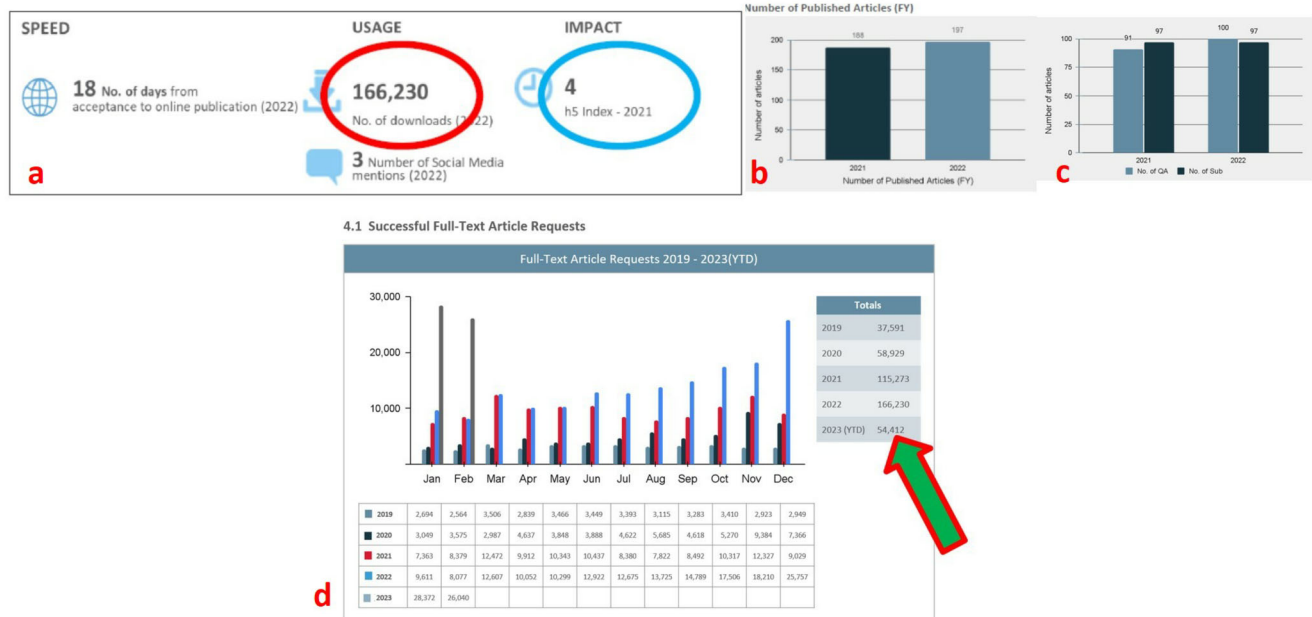 SPEED
USAGE
IMPACT
18 No. of days from
acceptance to online publication (2022)
166,230
No. of downloads (2022)
4
h5 Index - 2021
3 Number of Social Media
mentions (2022)
a
Number of Published Articles (FY)
Number of articles
200
150
100
50
0
188
197
2021
2022
Number of Published Articles (FY)
b
Number of articles
100
75
50
25
0
91
97
100
97
2021
2022
No. of QA
No. of Sub
c
4.1 Successful Full-Text Article Requests
Full-Text Article Requests 2019 - 2023(YTD)
30,000
20,000
10,000
Jan Feb Mar Apr May Jun Jul Aug Sep Oct Nov Dec
Totals
2019 37,591
2020 58,929
2021 115,273
2022 166,230
2023 (YTD) 54,412
2019 2,694 2,564 3,506 2,839 3,466 3,449 3,393 3,115 3,283 3,410 2,923 2,949
2020 3,049 3,575 2,987 4,637 3,848 3,888 4,622 5,685 4,618 5,270 9,384 7,366
2021 7,363 8,379 12,472 9,912 10,343 10,437 8,380 7,822 8,492 10,317 12,327 9,029
2022 9,611 8,077 12,607 10,052 10,299 12,922 12,675 13,725 14,789 17,506 18,210 25,757
2023 28,372 26,040
d